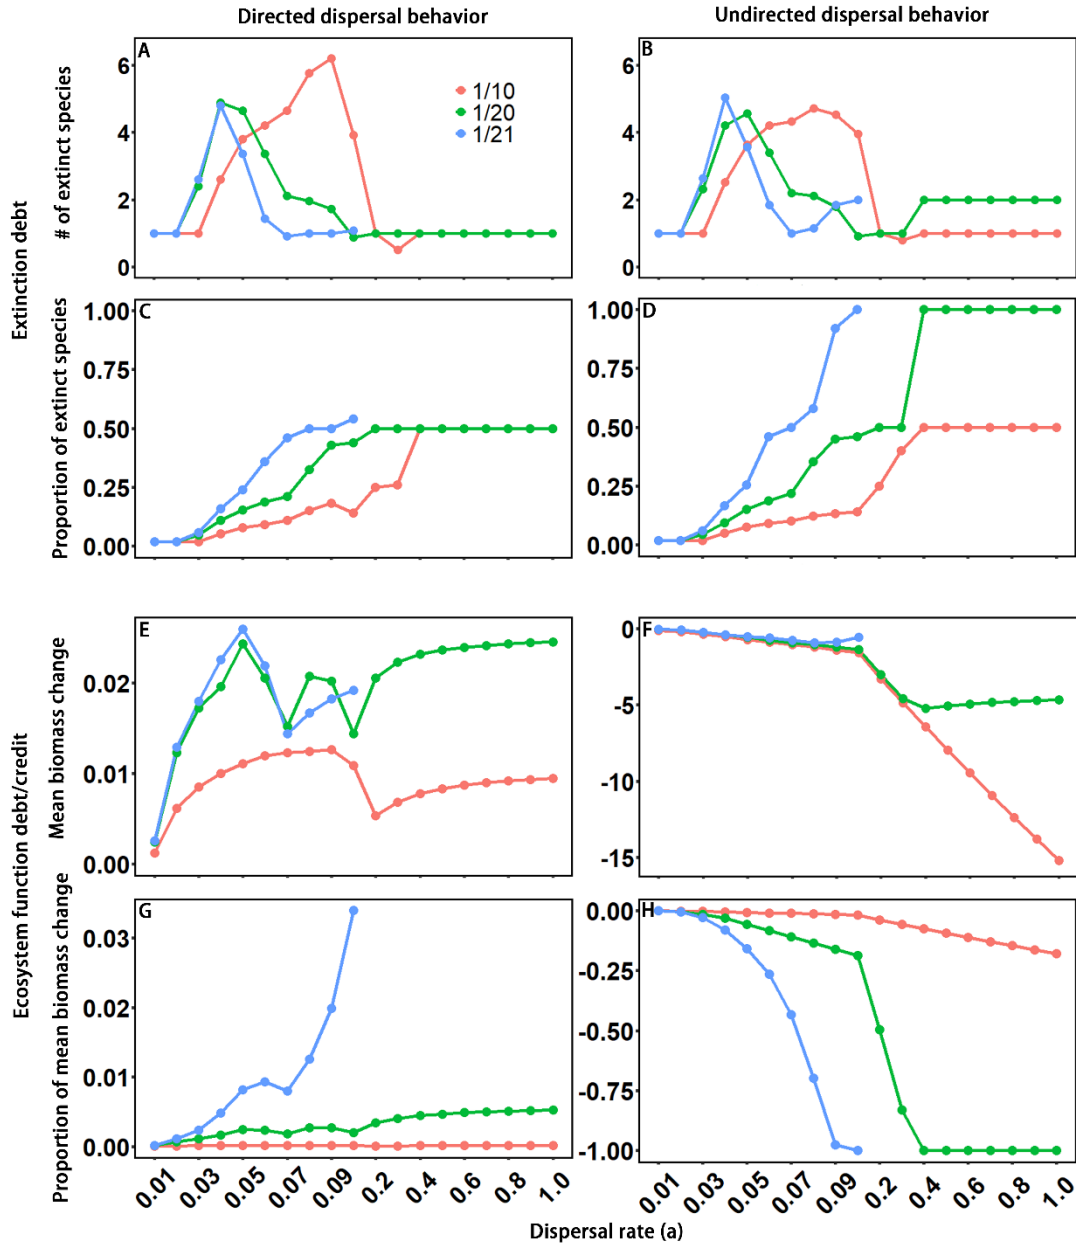 Directed dispersal behavior
Undirected dispersal behavior
Extinction debt
# of extinct species
A
6
4
2
0
1/10
1/20
1/21
B
6
4
2
0
Proportion of extinct species
C
1.00
0.75
0.50
0.25
0.00
D
1.00
0.75
0.50
0.25
0.00
Ecosystem function debt/credit
Mean biomass change
E
0.02
0.01
0.00
F
0
-5
-10
-15
Proportion of mean biomass change
G
0.03
0.02
0.01
0.00
H
0.00
-0.25
-0.50
-0.75
-1.00
0.01 0.03 0.05 0.07 0.09 0.2 0.4 0.6 0.8 1.0
0.01 0.03 0.05 0.07 0.09 0.2 0.4 0.6 0.8 1.0
Dispersal rate (a)